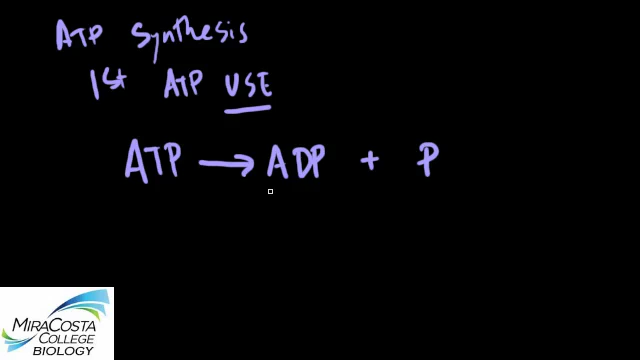 ATP Synthesis
1st ATP USE
ATP → ADP + P
MIRACOSTA
COLLEGE
BIOLOGY